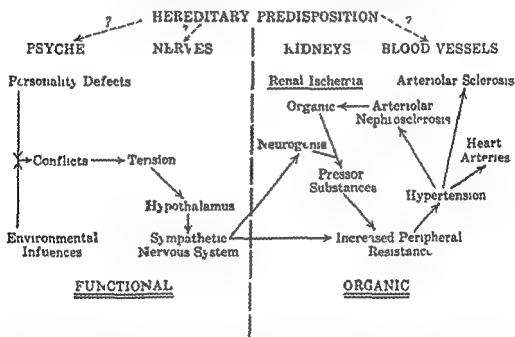 HEREDITARY PREDISPOSITION
? ? ?
PSYCHE NERVES KIDNEYS BLOOD VESSELS
Personality Defects
Renal Ischemia
Arteriolar Sclerosis
Organic
Arteriolar
Nephrosclerosis
Neurogenic
Heart
Arteries
Conflicts
Tension
Pressor
Substances
Hypertension
Hypothalamus
Environmental
Influences
Sympathetic
Nervous System
Increased Peripheral
Resistance
FUNCTIONAL
ORGANIC